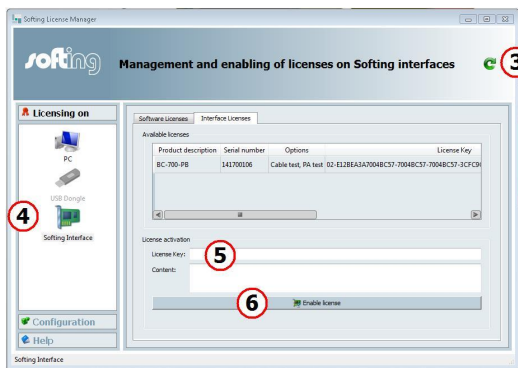 Softing License Manager
softing
Management and enabling of licenses on Softing interfaces
3
Licensing on
PC
USB Dongle
4
Softing Interface
Configuration
Help
Software Licenses Interface Licenses
Available licenses
Product description Serial number Options License Key
BC-700-PB 141700106 Cable test, PA test 02-E12BEA3A7004BC57-7004BC57-7004BC57-3CFC9
License activation
License Key: 5
Content:
6 Enable license
Softing Interface